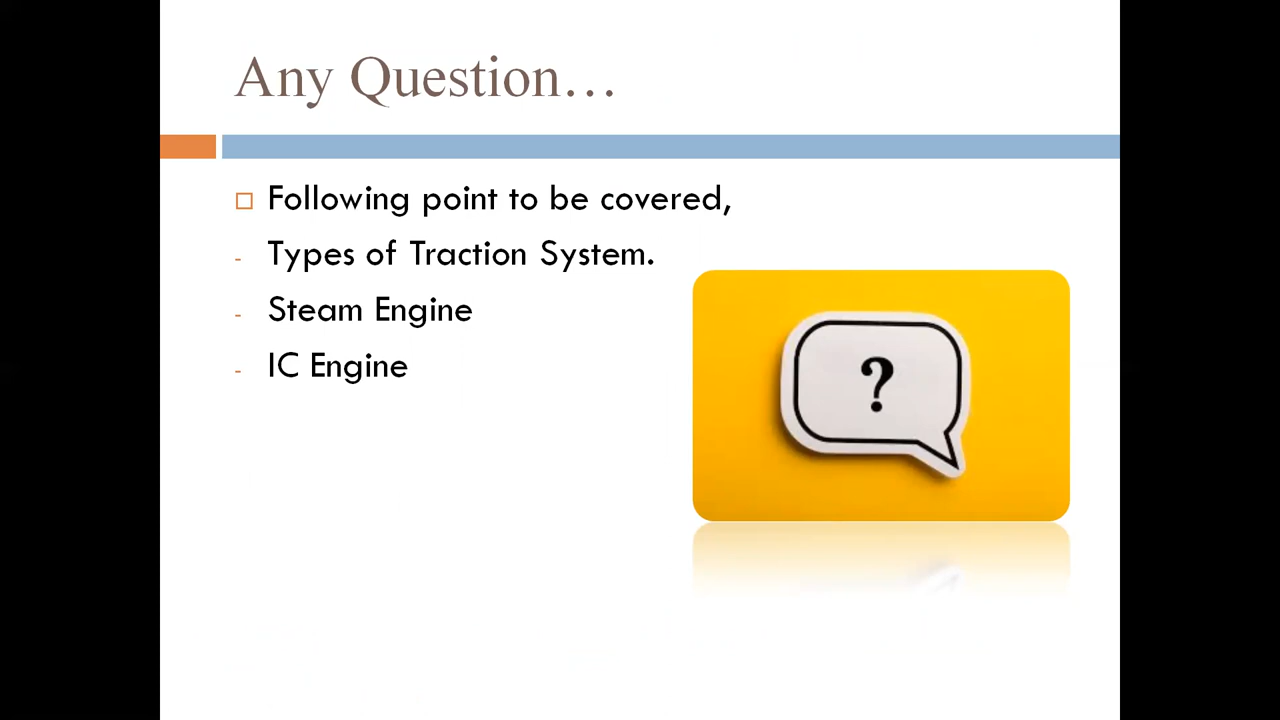 Any Question…
Following point to be covered,
- Types of Traction System.
- Steam Engine
- IC Engine
?